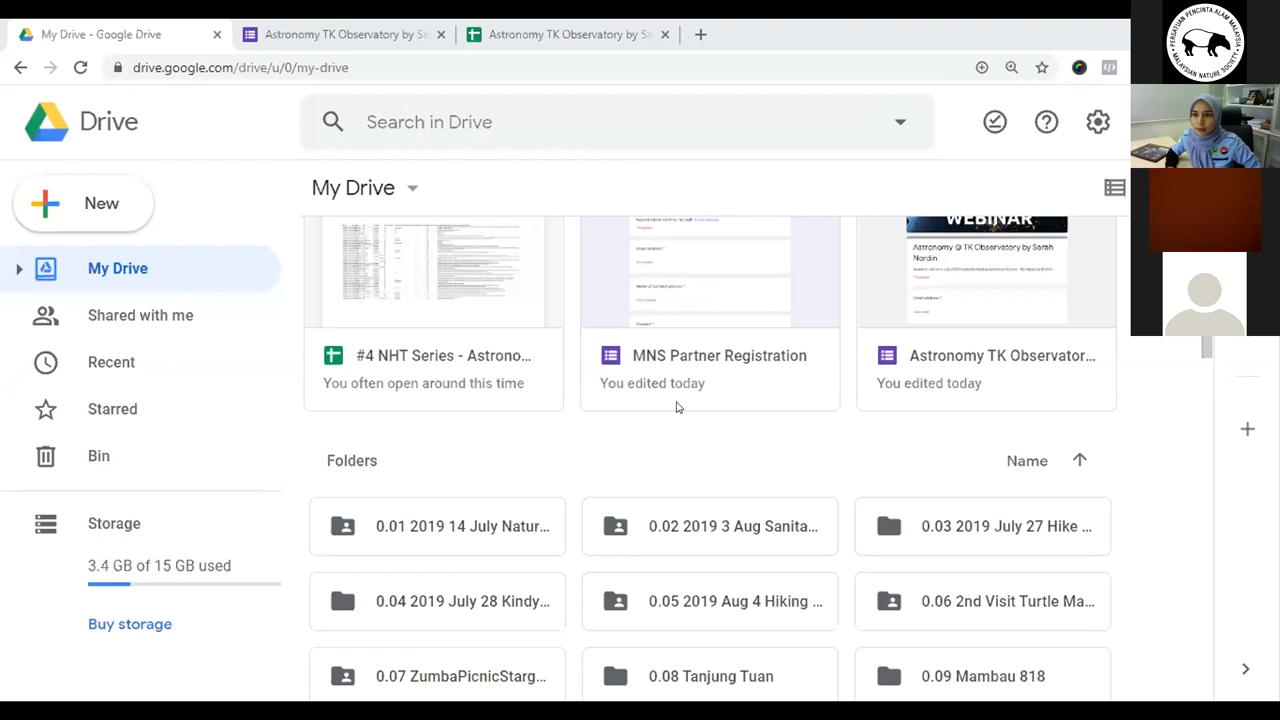 My Drive - Google Drive
Astronomy TK Observatory by Sa
Astronomy TK Observatory by Sa
drive.google.com/drive/u/0/my-drive
Drive
Search in Drive
My Drive
New
My Drive
Shared with me
Recent
Starred
Bin
Storage
3.4 GB of 15 GB used
Buy storage
WEBINAR
Astronomy @ TK Observatory by Sarah
Nordin
Email address *
Email address *
#4 NHT Series - Astrono...
You often open around this time
MNS Partner Registration
You edited today
Astronomy TK Observator...
You edited today
Folders
Name
0.01 2019 14 July Natur...
0.02 2019 3 Aug Sanita...
0.03 2019 July 27 Hike ...
0.04 2019 July 28 Kindy...
0.05 2019 Aug 4 Hiking ...
0.06 2nd Visit Turtle Ma...
0.07 ZumbaPicnicStarg...
0.08 Tanjung Tuan
0.09 Mambau 818
PERSATUAN PENCINTA ALAM MALAYSIA
MALAYSIAN NATURE SOCIETY